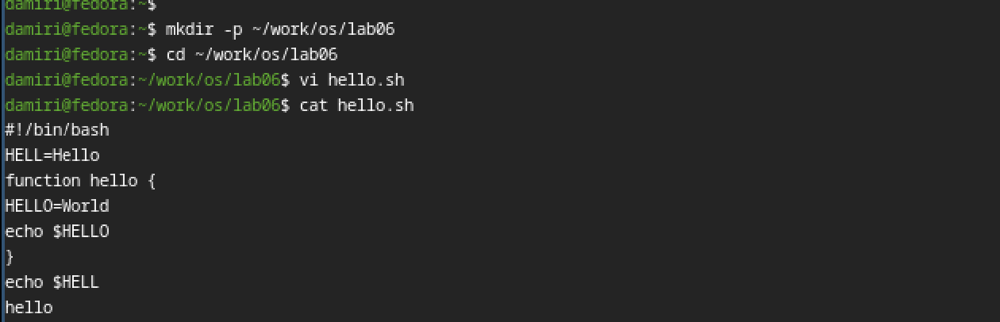 damiri@fedora:~$
damiri@fedora:~$ mkdir -p ~/work/os/lab06
damiri@fedora:~$ cd ~/work/os/lab06
damiri@fedora:~/work/os/lab06$ vi hello.sh
damiri@fedora:~/work/os/lab06$ cat hello.sh
#!/bin/bash
HELL=Hello
function hello {
HELLO=World
echo $HELLO
}
echo $HELL
hello